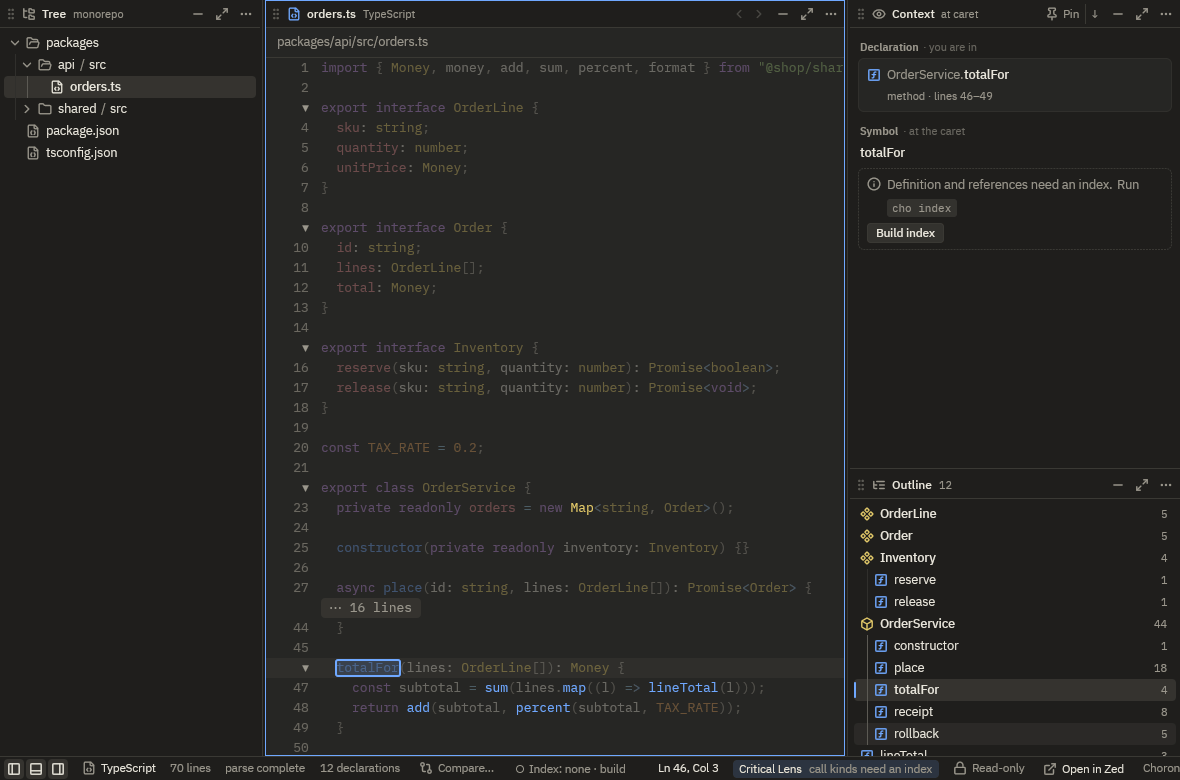 Tree monorepo
packages
api / src
orders.ts
shared / src
package.json
tsconfig.json
orders.ts TypeScript
packages/api/src/orders.ts
1 import { Money, money, add, sum, percent, format } from "@shop/shar
2
export interface OrderLine {
4 sku: string;
5 quantity: number;
6 unitPrice: Money;
7 }
8
export interface Order {
10 id: string;
11 lines: OrderLine[];
12 total: Money;
13 }
14
export interface Inventory {
16 reserve(sku: string, quantity: number): Promise<boolean>;
17 release(sku: string, quantity: number): Promise<void>;
18 }
19
20 const TAX_RATE = 0.2;
21
export class OrderService {
23 private readonly orders = new Map<string, Order>();
24
25 constructor(private readonly inventory: Inventory) {}
26
27 async place(id: string, lines: OrderLine[]): Promise<Order> {
··· 16 lines
44 }
45
totalFor(lines: OrderLine[]): Money {
47 const subtotal = sum(lines.map((l) => lineTotal(l)));
48 return add(subtotal, percent(subtotal, TAX_RATE));
49 }
50
Context at caret Pin
Declaration · you are in
OrderService.totalFor
method · lines 46–49
Symbol · at the caret
totalFor
Definition and references need an index. Run
cho index
Build index
Outline 12
OrderLine 5
Order 5
Inventory 4
reserve 1
release 1
OrderService 44
constructor 1
place 18
totalFor 4
receipt 8
rollback 5
lineTotal
TypeScript 70 lines parse complete 12 declarations Compare... Index: none · build Ln 46, Col 3 Critical Lens call kinds need an index Read-only Open in Zed Choron